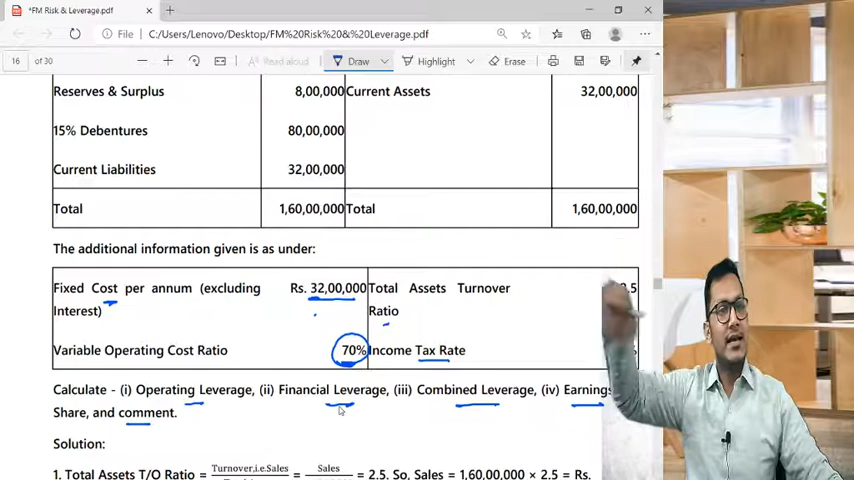 *FM Risk & Leverage.pdf
File C:/Users/Lenovo/Desktop/FM%20Risk%20&%20Leverage.pdf
16 of 30 Read aloud Draw Highlight Erase
Reserves & Surplus 8,00,000 Current Assets 32,00,000
15% Debentures 80,00,000
Current Liabilities 32,00,000
Total 1,60,00,000 Total 1,60,00,000
The additional information given is as under:
Fixed Cost per annum (excluding Rs. 32,00,000 Total Assets Turnover 2.5
Interest) Ratio
Variable Operating Cost Ratio 70% Income Tax Rate %
Calculate - (i) Operating Leverage, (ii) Financial Leverage, (iii) Combined Leverage, (iv) Earnings
Share, and comment.
Solution:
1. Total Assets T/O Ratio = Turnover,i.e.Sales = Sales = 2.5. So, Sales = 1,60,00,000 × 2.5 = Rs.